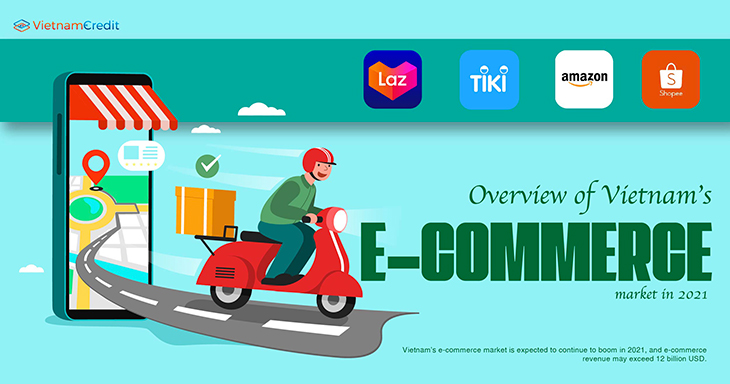 VietnamCredit
Laz
TIKI
amazon
Shopee
Overview of Vietnam's
E-COMMERCE
market in 2021
Vietnam's e-commerce market is expected to continue to boom in 2021, and e-commerce
revenue may exceed 12 billion USD.